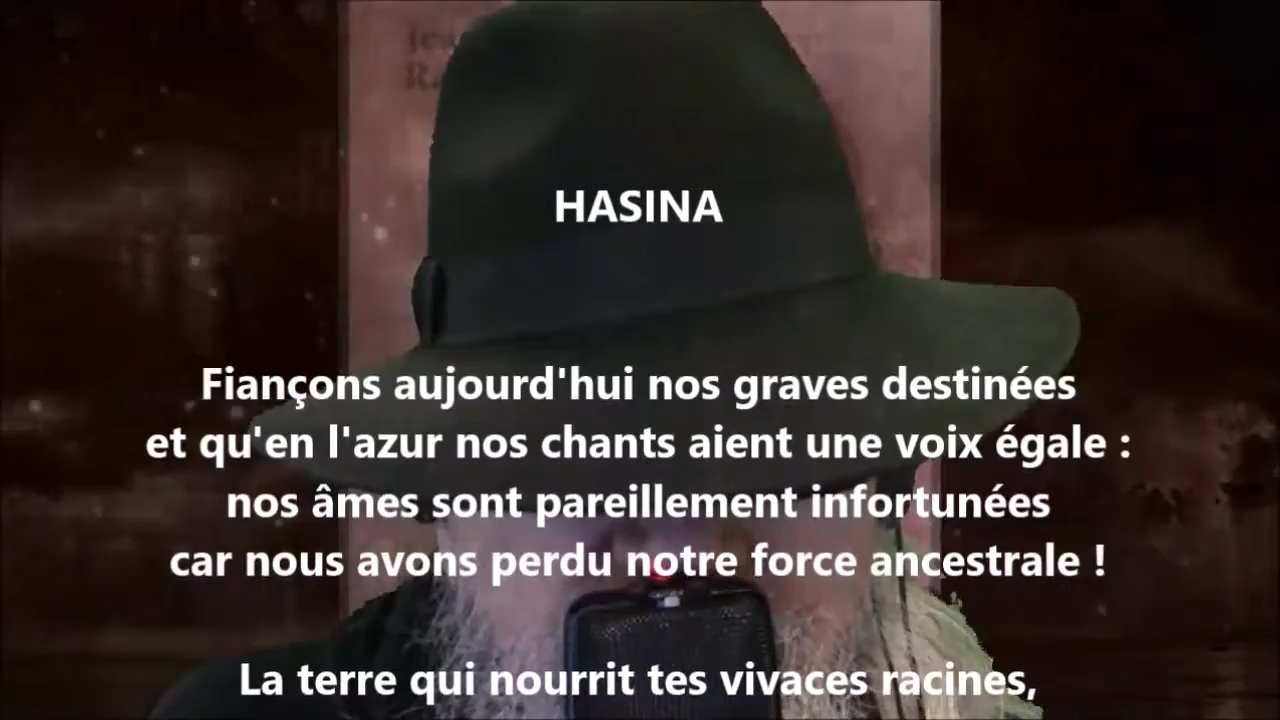 HASINA
Fiançons aujourd'hui nos graves destinées
et qu'en l'azur nos chants aient une voix égale :
nos âmes sont pareillement infortunées
car nous avons perdu notre force ancestrale !
La terre qui nourrit tes vivaces racines,